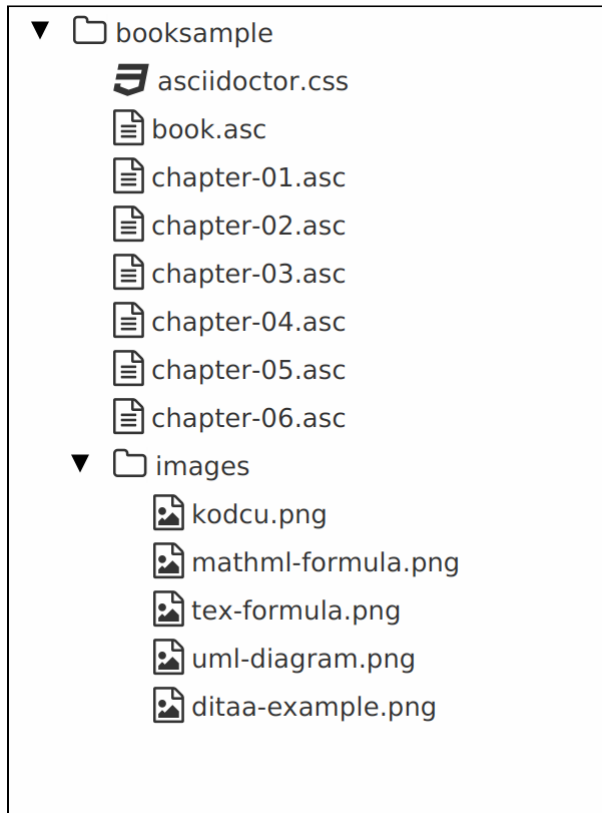 booksample
asciidoctor.css
book.asc
chapter-01.asc
chapter-02.asc
chapter-03.asc
chapter-04.asc
chapter-05.asc
chapter-06.asc
images
kodcu.png
mathml-formula.png
tex-formula.png
uml-diagram.png
ditaa-example.png